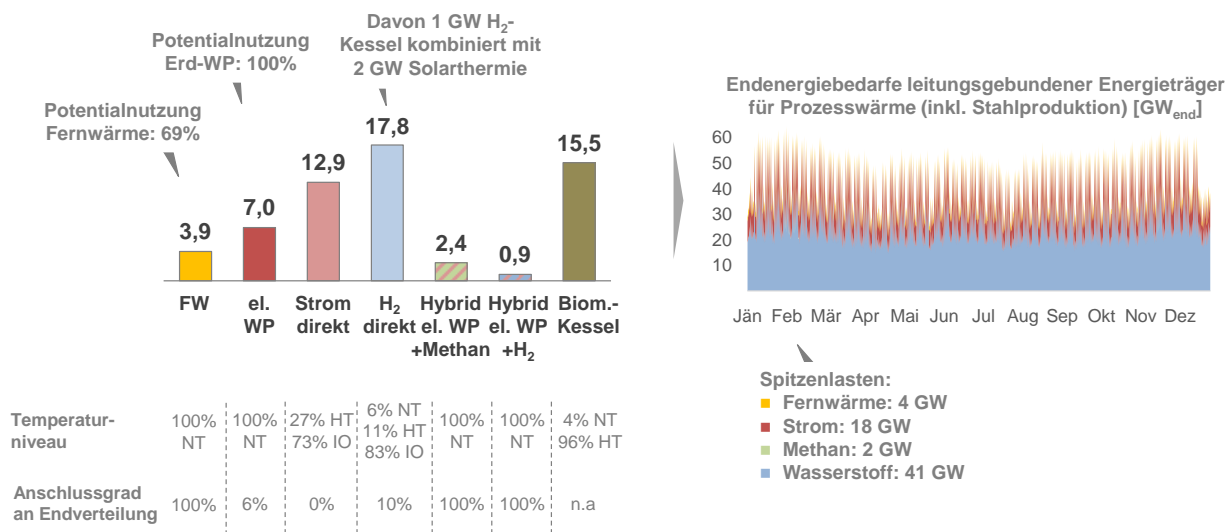 Potentialnutzung
Fernwärme: 69%
Potentialnutzung
Erd-WP: 100%
Davon 1 GW H2-
Kessel kombiniert mit
2 GW Solarthermie
3,9
7,0
12,9
17,8
2,4
0,9
15,5
FW
el.
WP
Strom
direkt
H2
direkt
Hybrid
el. WP
+Methan
Hybrid
el. WP
+H2
Biom.-
Kessel
Temperatur-
niveau
100%
NT
100%
NT
27% HT
73% IO
6% NT
11% HT
83% IO
100%
NT
100%
NT
4% NT
96% HT
Anschlussgrad
an Endverteilung
100%
6%
0%
10%
100%
100%
n.a
Endenergiebedarfe leitungsgebundener Energieträger
für Prozesswärme (inkl. Stahlproduktion) [GWend]
60
50
40
30
20
10
Jän Feb Mär Apr Mai Jun Jul Aug Sep Okt Nov Dez
Spitzenlasten:
Fernwärme: 4 GW
Strom: 18 GW
Methan: 2 GW
Wasserstoff: 41 GW